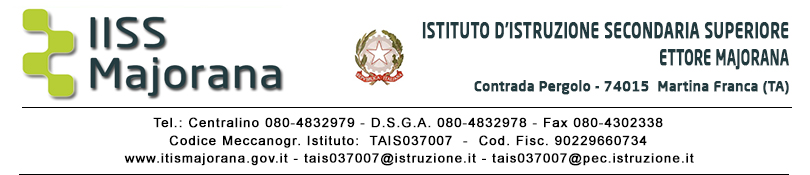 IISS
Majorana
ISTITUTO D'ISTRUZIONE SECONDARIA SUPERIORE
ETTORE MAJORANA
Contrada Pergolo - 74015 Martina Franca (TA)
Tel.: Centralino 080-4832979 - D.S.G.A. 080-4832978 - Fax 080-4302338
Codice Meccanogr. Istituto: TAIS037007 - Cod. Fisc. 90229660734
www.itismajorana.gov.it - tais037007@istruzione.it - tais037007@pec.istruzione.it